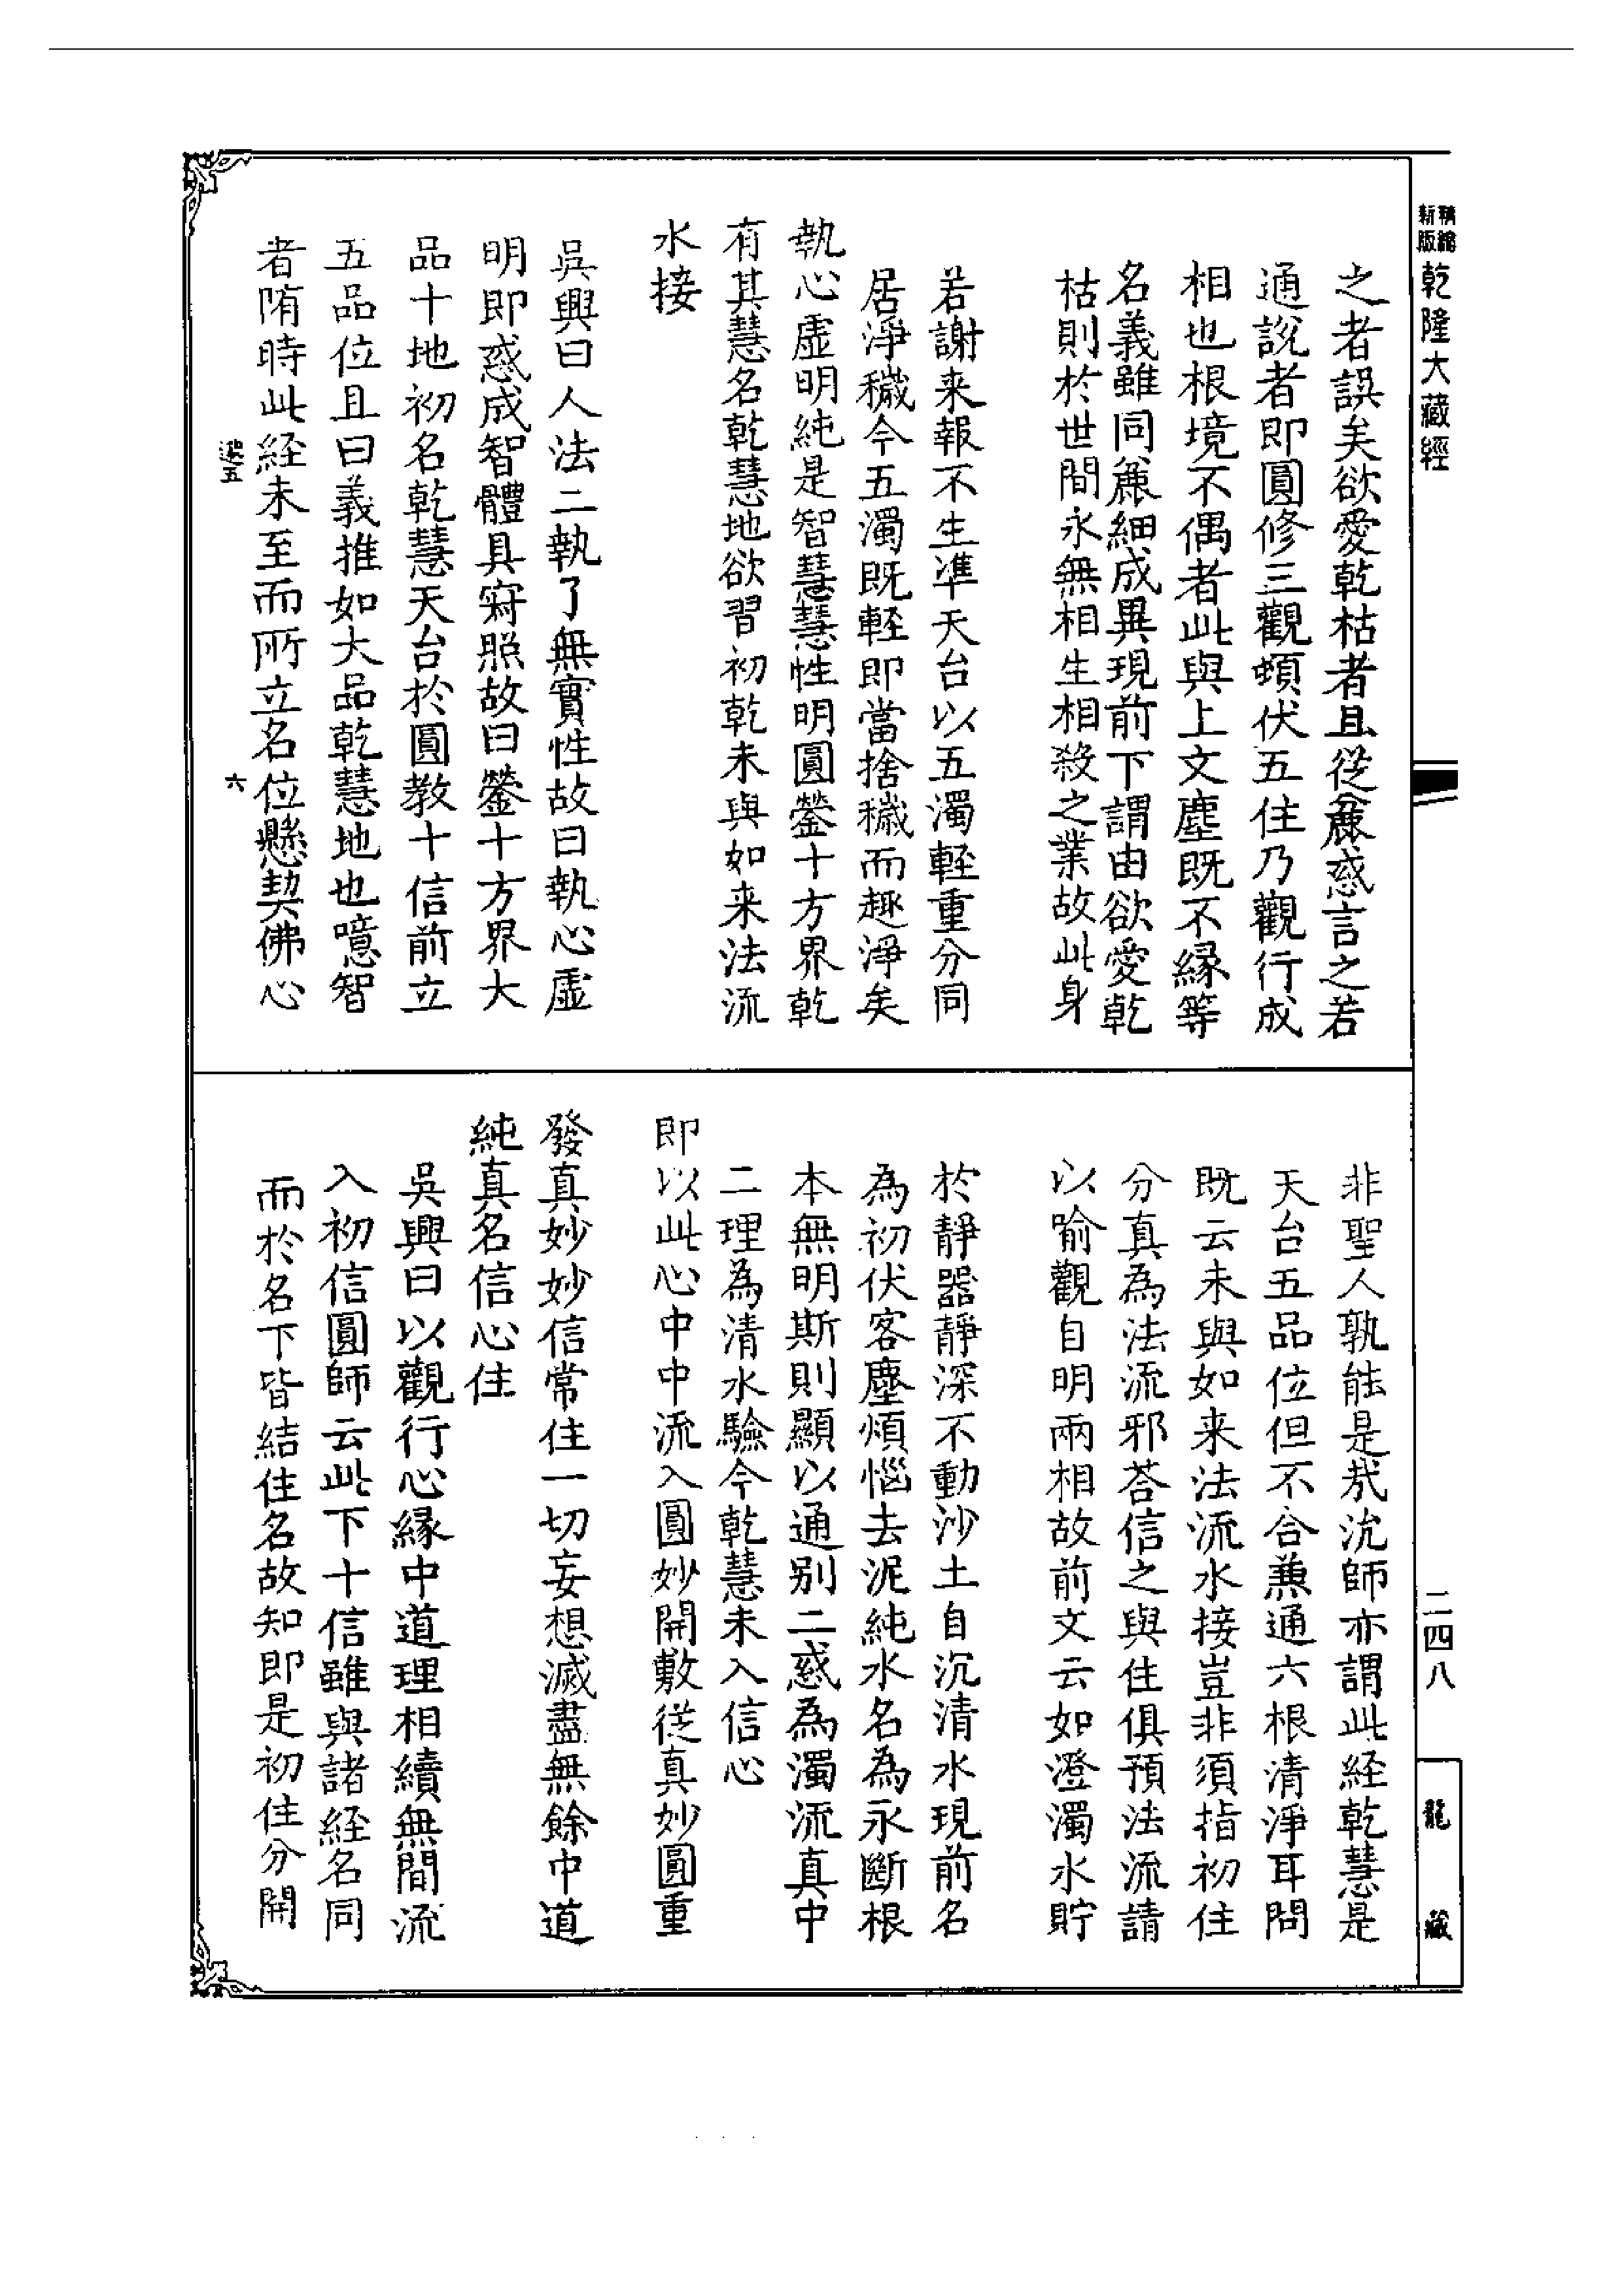 新版 精縮
乾隆大藏經
之者誤矣欲愛乾枯者且從麤惑言之若
通說者即圓修三觀頓伏五住乃觀行成
相也根境不偶者此與上文塵既不緣等
名義雖同麤細成異現前下謂由欲愛乾
枯則於世間永無相生相殺之業故此身
若謝来報不生準天台以五濁輕重分同
居淨穢今五濁既輕即當捨穢而趣淨矣
執心虛明純是智慧慧性明圓鎣十方界乾
有其慧名乾慧地欲習初乾未與如来法流
水接
吳興曰人法二執了無實性故曰執心虛
明即惑成智體具寂照故曰鎣十方界大
品十地初名乾慧天台於圓教十信前立
五品位且曰義推如大品乾慧地也噫智
者隋時此経未至而所立名位懸契佛心
選五
六
非聖人孰能是㢤沇師亦謂此経乾慧是
天台五品位但不合兼通六根清淨耳問
既云未與如来法流水接豈非須指初住
分真為法流邪荅信之與住俱預法流請
以喻觀自明兩相故前文云如澄濁水貯
於靜器靜深不動沙土自沉清水現前名
為初伏客塵煩惱去泥純水名為永斷根
本無明斯則顯以通別二惑為濁流真中
二理為清水驗今乾慧未入信心
即以此心中中流入圓妙開敷從真妙圓重
發真妙妙信常住一切妄想滅盡無餘中道
純真名信心住
吳興曰以觀行心緣中道理相續無間流
入初信圓師云此下十信雖與諸経名同
而於名下皆結住名故知即是初住分開
二四八
龍藏